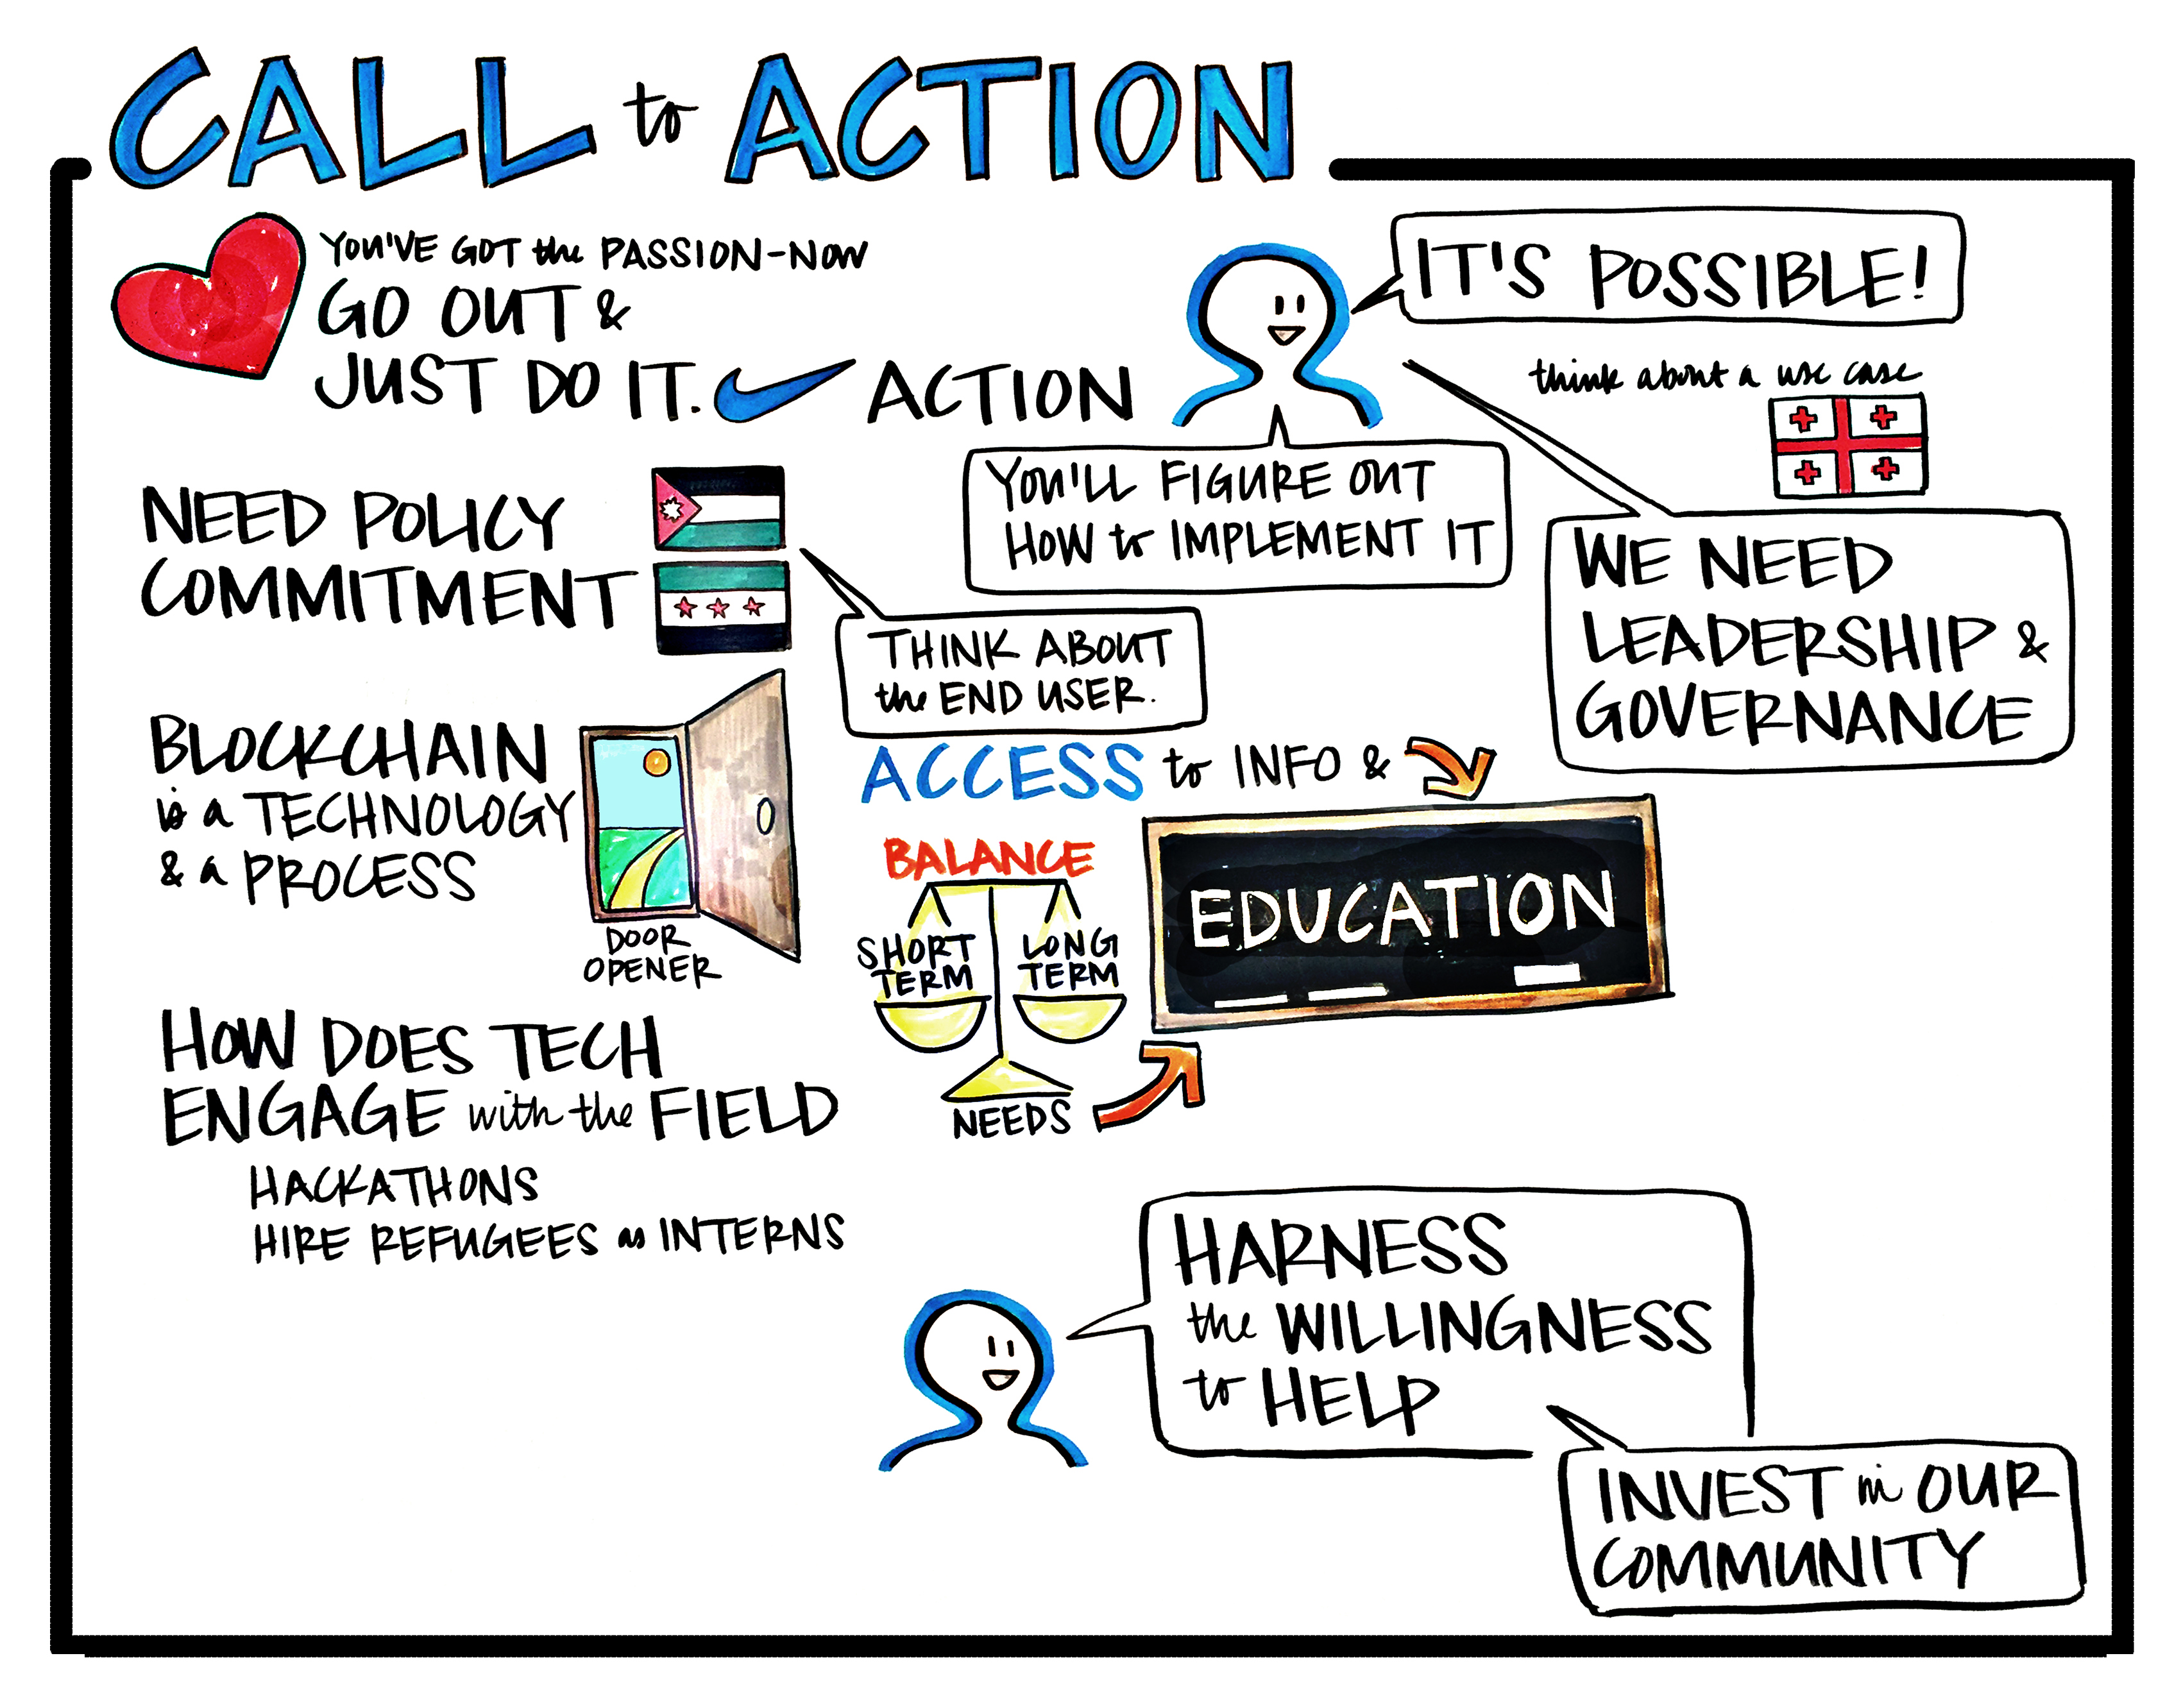 CALL to ACTION
YOU'VE GOT the PASSION-NOW
GO OUT &
JUST DO IT.
ACTION
IT'S POSSIBLE!
think about a use case
YOU'LL FIGURE OUT
HOW to IMPLEMENT IT
WE NEED
LEADERSHIP &
GOVERNANCE
NEED POLICY
COMMITMENT
THINK ABOUT
the END USER.
BLOCKCHAIN
is a TECHNOLOGY
& a PROCESS
DOOR
OPENER
ACCESS to INFO &
EDUCATION
BALANCE
SHORT
TERM
LONG
TERM
NEEDS
HOW DOES TECH
ENGAGE with the FIELD
HACKATHONS
HIRE REFUGEES as INTERNS
HARNESS
the WILLINGNESS
to HELP
INVEST in OUR
COMMUNITY